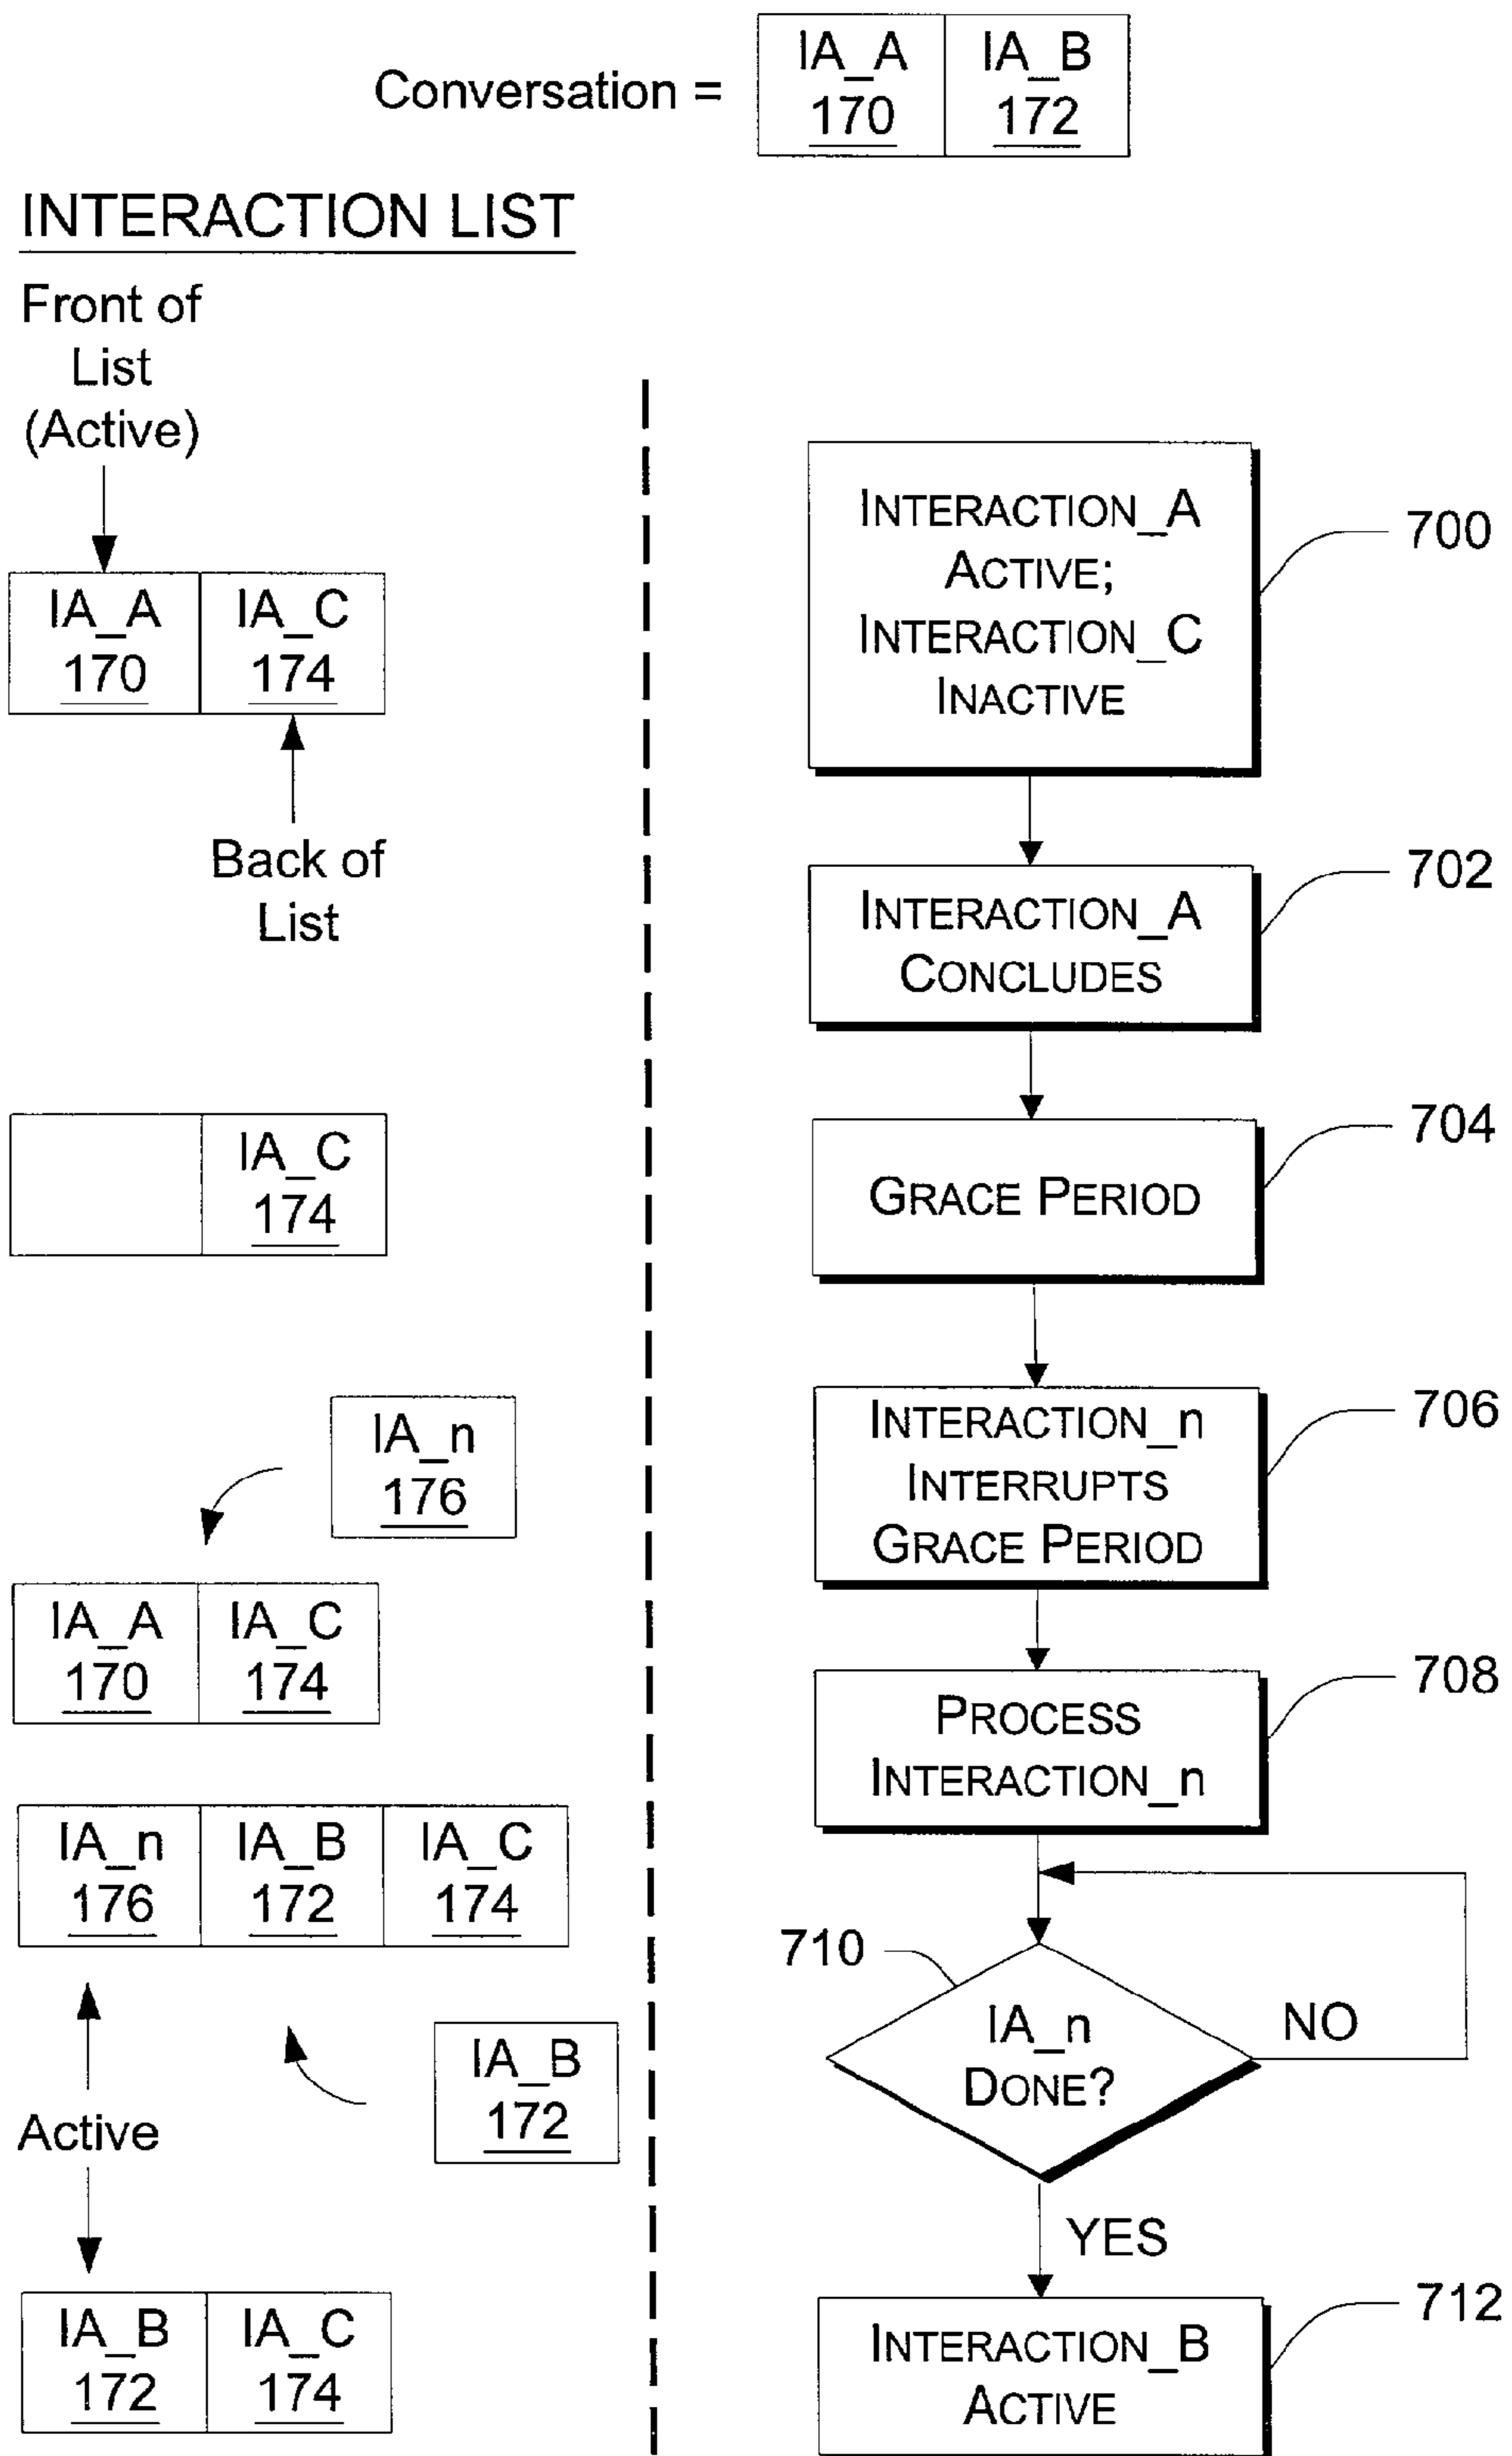 Conversation =
IA_A IA_B
170 172
INTERACTION LIST
Front of
List
(Active)
IA_A IA_C
170 174
Back of
List
IA_C
174
IA_n
176
IA_A IA_C
170 174
IA_n IA_B IA_C
176 172 174
IA_B
172
Active
IA_B IA_C
172 174
INTERACTION_A
ACTIVE;
INTERACTION_C
INACTIVE
700
INTERACTION_A
CONCLUDES
702
GRACE PERIOD
704
INTERACTION_n
INTERRUPTS
GRACE PERIOD
706
PROCESS
INTERACTION_n
708
710
IA_n
DONE?
NO
YES
INTERACTION_B
ACTIVE
712